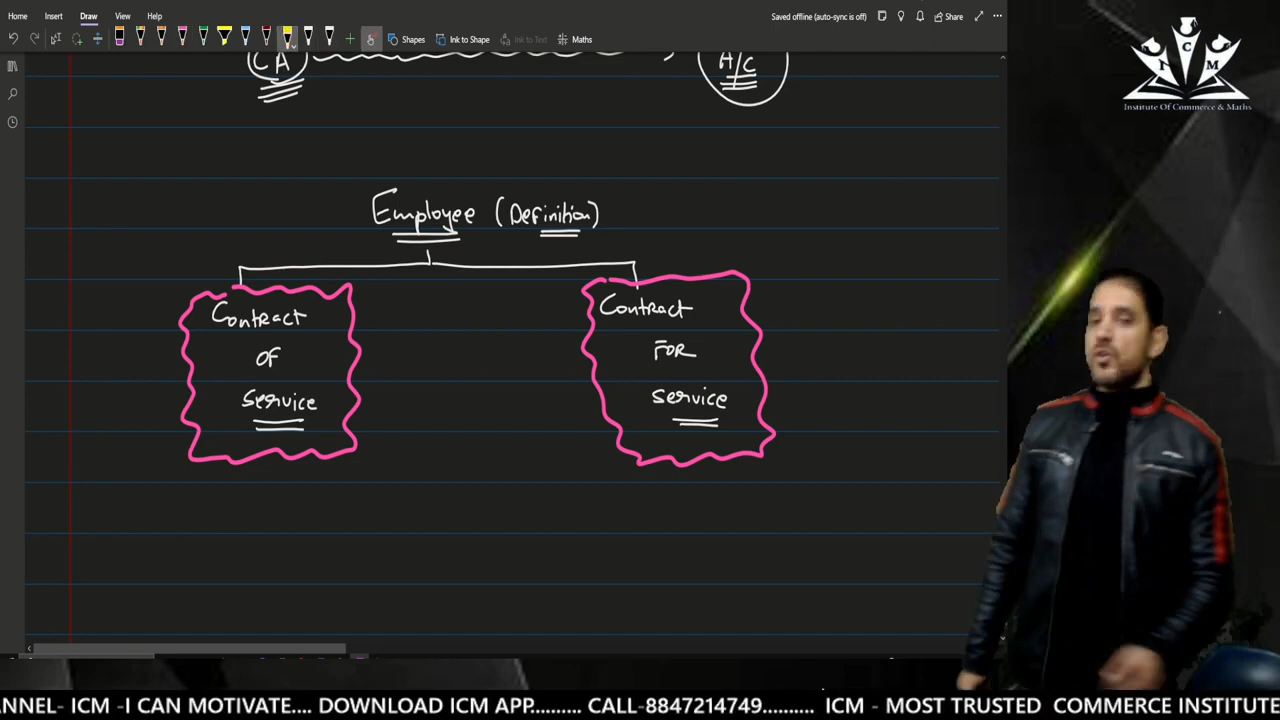 Home Insert Draw View Help
Saved offline (auto-sync is off) Share
Shapes Ink to Shape Ink to Text Maths
CA A/C
I C M
Institute Of Commerce & Maths
Employee (Definition)
Contract
OF
Service
Contract
FOR
Service
ANNEL- ICM -I CAN MOTIVATE.... DOWNLOAD ICM APP......... CALL-8847214749.......... ICM - MOST TRUSTED COMMERCE INSTITUTE